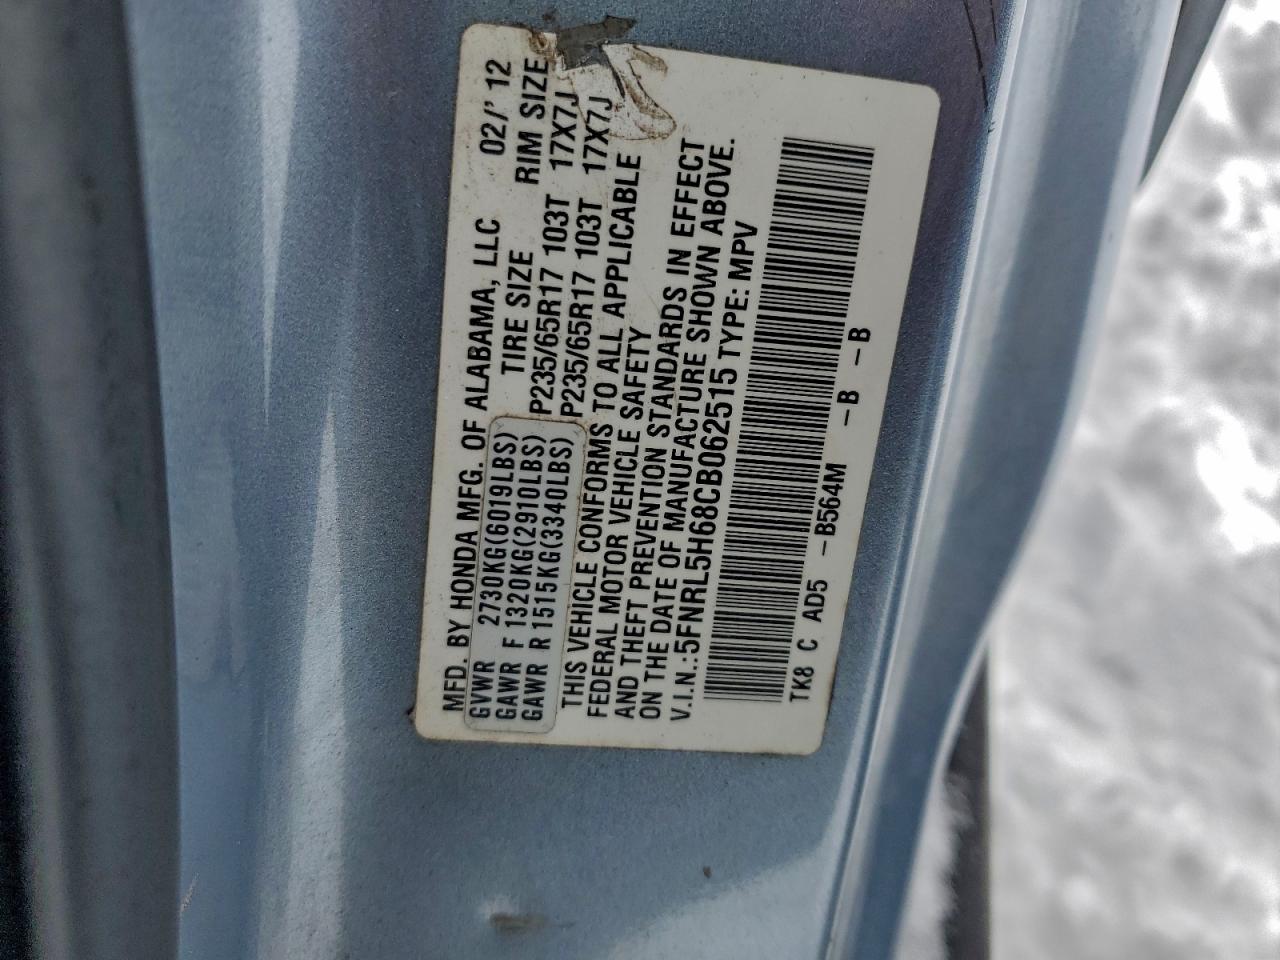 MFD. BY HONDA MFG. OF ALABAMA, LLC 02/' 12
GVWR 2730KG(6019LBS) TIRE SIZE RIM SIZE
GAWR F 1320KG(2910LBS) P235/65R17 103T 17X7J
GAWR R 1515KG(3340LBS) P235/65R17 103T 17X7J
THIS VEHICLE CONFORMS TO ALL APPLICABLE
FEDERAL MOTOR VEHICLE SAFETY
AND THEFT PREVENTION STANDARDS IN EFFECT
ON THE DATE OF MANUFACTURE SHOWN ABOVE.
V.I.N.:5FNRL5H68CB062515 TYPE: MPV
TK8 C AD5 -B564M -B -B